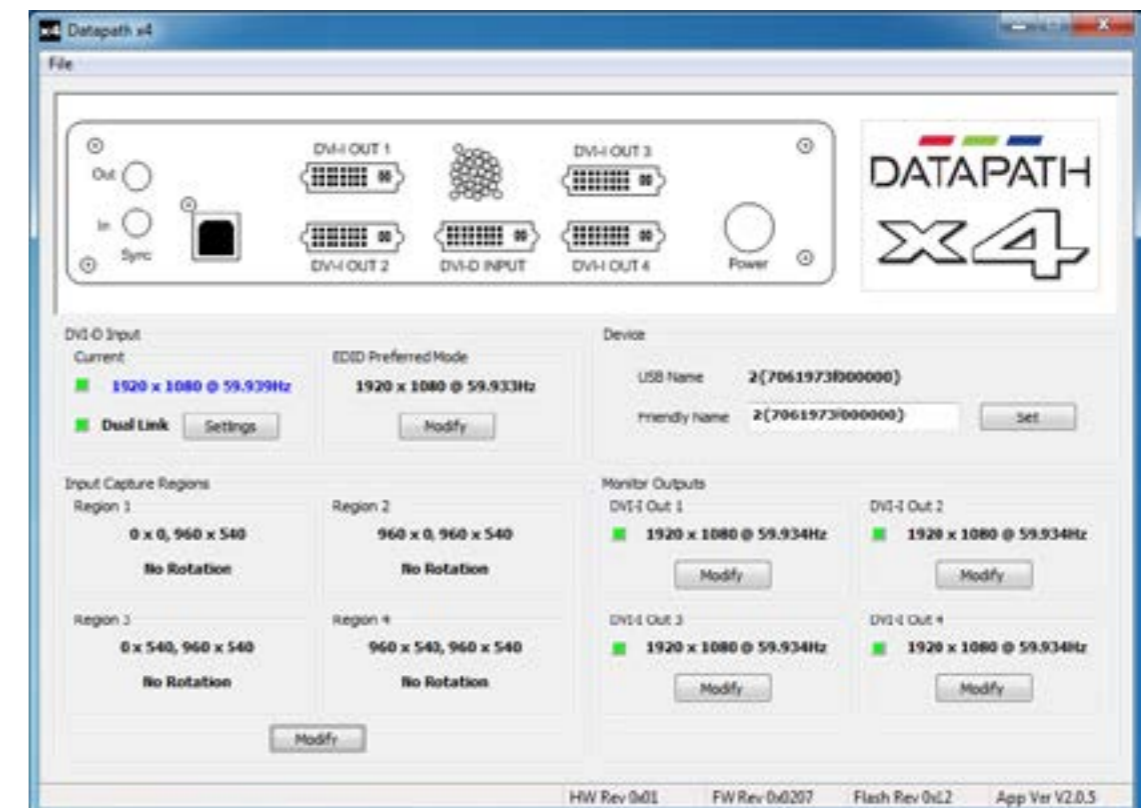 x4 Datapath x4
File
DVI-I OUT 1
DVI-I OUT 3
Out
In
Sync
DVI-I OUT 2
DVI-D INPUT
DVI-I OUT 4
Power
DATAPATH
x4
DVI-D Input
Current
1920 x 1080 @ 59.939Hz
Dual Link
Settings
EDID Preferred Mode
1920 x 1080 @ 59.933Hz
Modify
Device
USB Name
2(7061973f000000)
Friendly Name
2(7061973f000000)
Set
Input Capture Regions
Region 1
0 x 0, 960 x 540
No Rotation
Region 2
960 x 0, 960 x 540
No Rotation
Region 3
0 x 540, 960 x 540
No Rotation
Region 4
960 x 540, 960 x 540
No Rotation
Modify
Monitor Outputs
DVI-I Out 1
1920 x 1080 @ 59.934Hz
Modify
DVI-I Out 2
1920 x 1080 @ 59.934Hz
Modify
DVI-I Out 3
1920 x 1080 @ 59.934Hz
Modify
DVI-I Out 4
1920 x 1080 @ 59.934Hz
Modify
HW Rev 0x01 FW Rev 0x0207 Flash Rev 0x12 App Ver V2.0.5